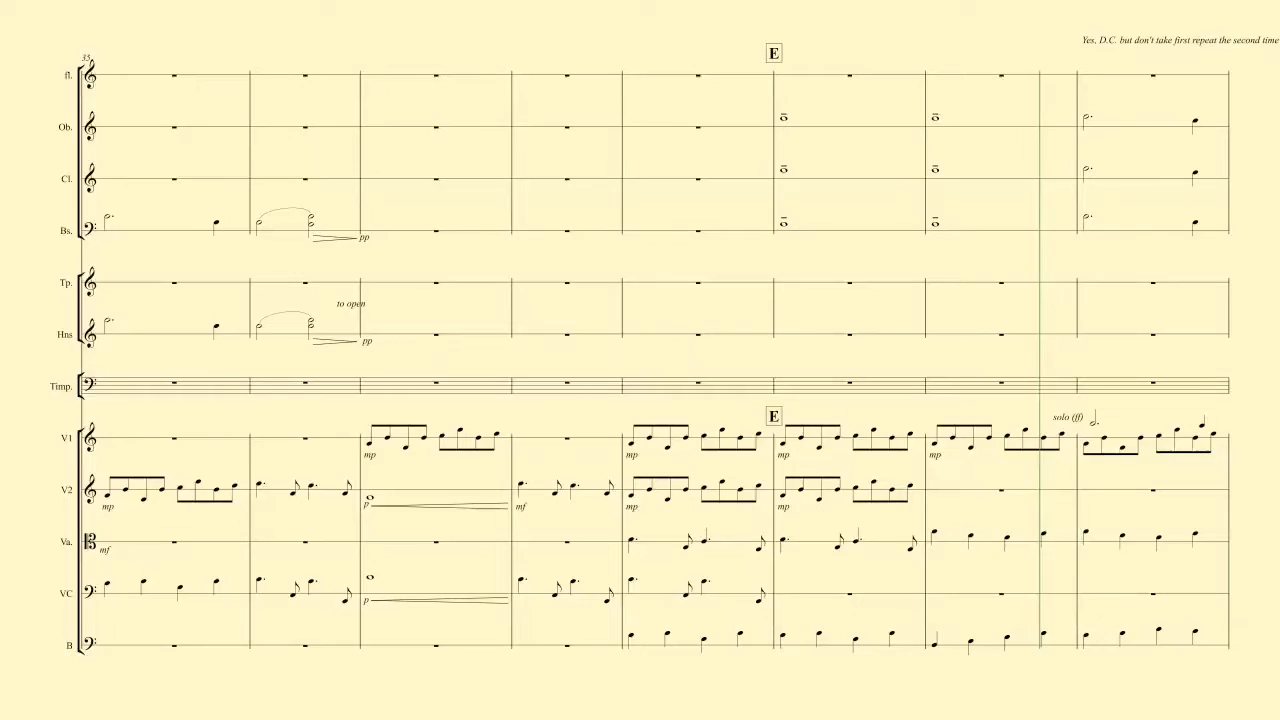 Yes, D.C. but don't take first repeat the second time
E
35
fl.
Ob.
Cl.
Bs.
pp
Tp.
to open
Hns
pp
Timp.
E
solo (ff)
V1
mp mp mp mp
V2
mp p mf mp mp
Va.
mf
VC
p
B